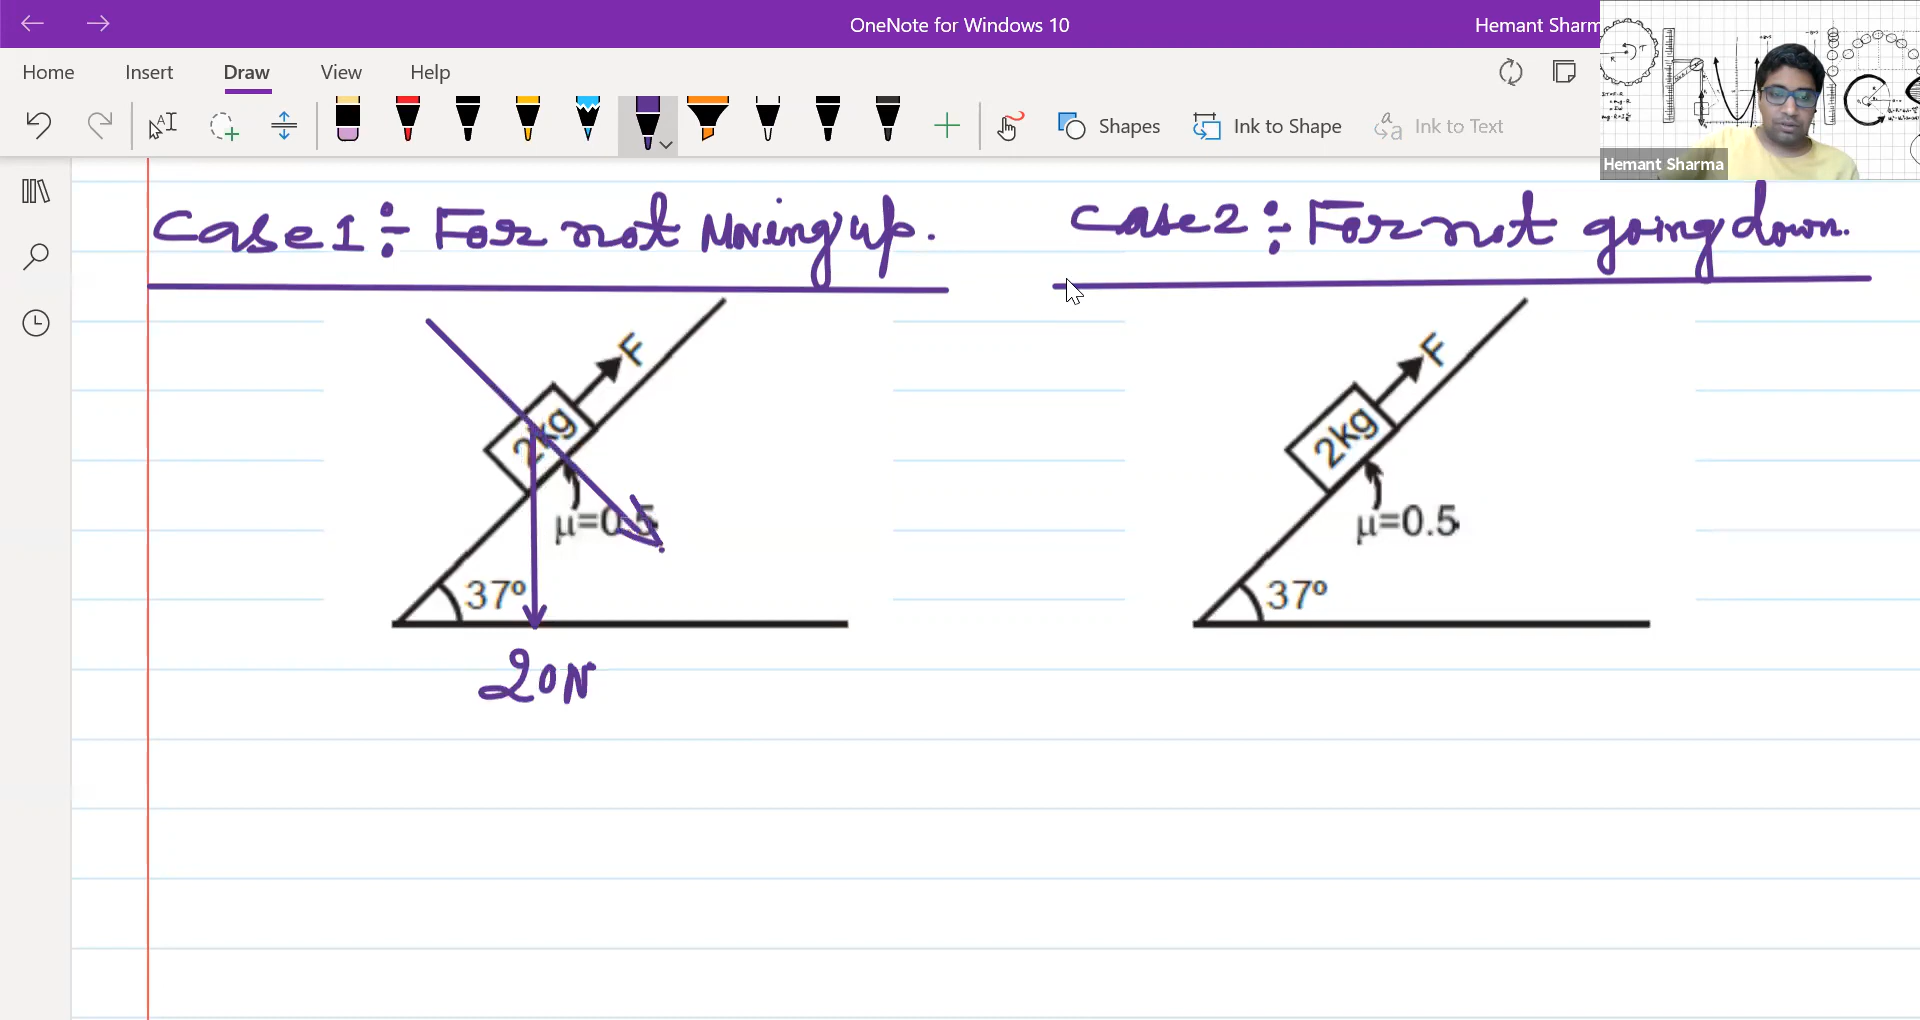 OneNote for Windows 10
Hemant Sharm
Home Insert Draw View Help
Shapes Ink to Shape Ink to Text
Hemant Sharma
Case 1 ÷ For not Moving up.
Case 2 ÷ For not going down.
F
2kg
μ=0.5
37º
20N
F
2kg
μ=0.5
37º